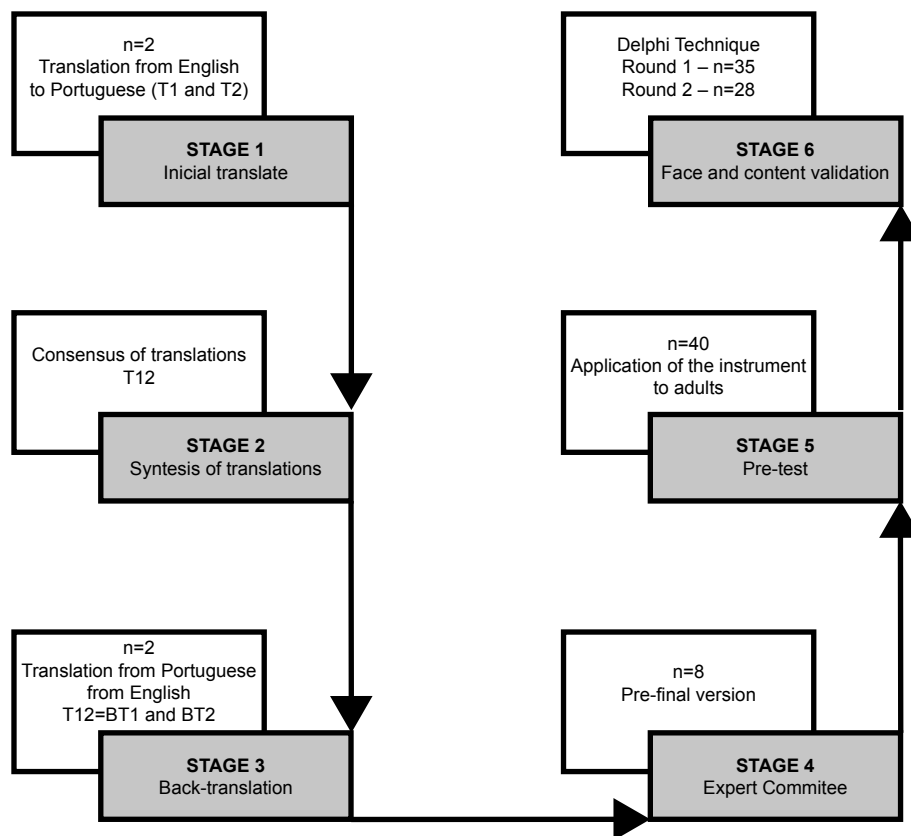 n=2
Translation from English
to Portuguese (T1 and T2)
STAGE 1
Inicial translate
Consensus of translations
T12
STAGE 2
Syntesis of translations
n=2
Translation from Portuguese
from English
T12=BT1 and BT2
STAGE 3
Back-translation
n=8
Pre-final version
STAGE 4
Expert Commitee
n=40
Application of the instrument
to adults
STAGE 5
Pre-test
Delphi Technique
Round 1 – n=35
Round 2 – n=28
STAGE 6
Face and content validation